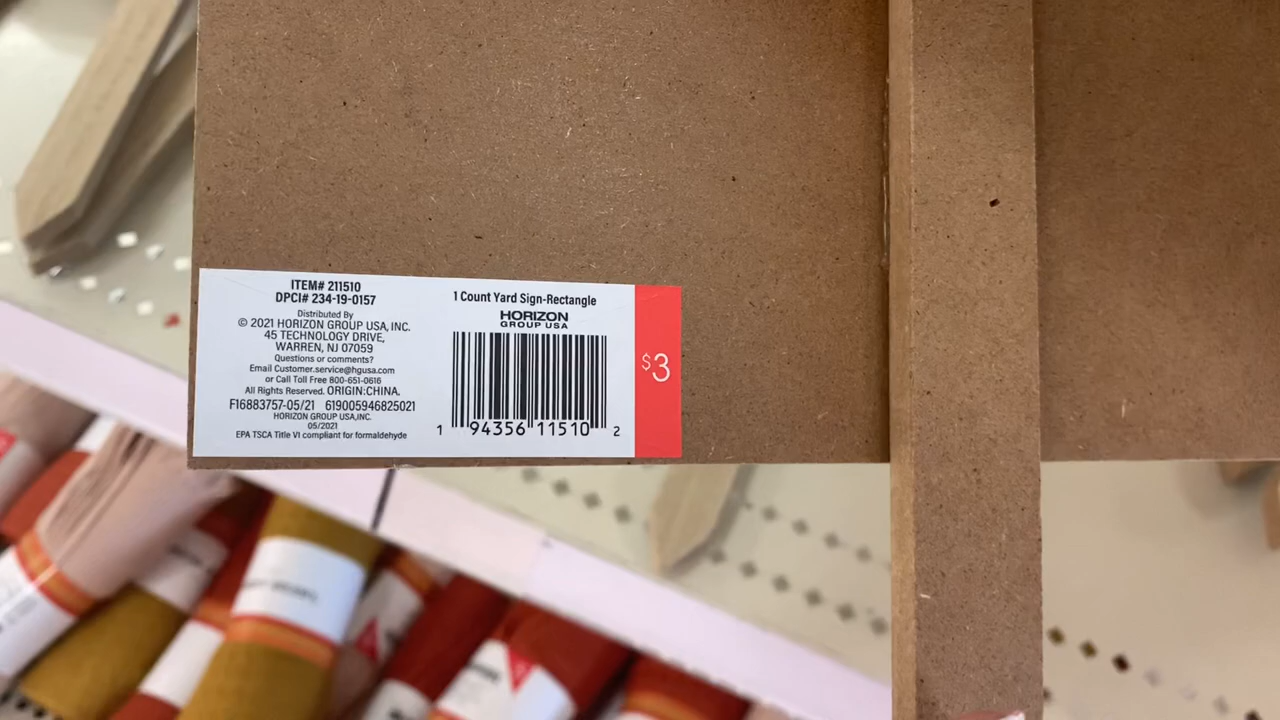 ITEM# 211510
DPCI# 234-19-0157
Distributed By
© 2021 HORIZON GROUP USA, INC.
45 TECHNOLOGY DRIVE,
WARREN, NJ 07059
Questions or comments?
Email Customer.service@hgusa.com
or Call Toll Free 800-651-0616
All Rights Reserved. ORIGIN:CHINA.
F16883757-05/21 619005946825021
HORIZON GROUP USA,INC.
05/2021
EPA TSCA Title VI compliant for formaldehyde
1 Count Yard Sign-Rectangle
HORIZON
GROUP USA
1 94356 11510 2
$3